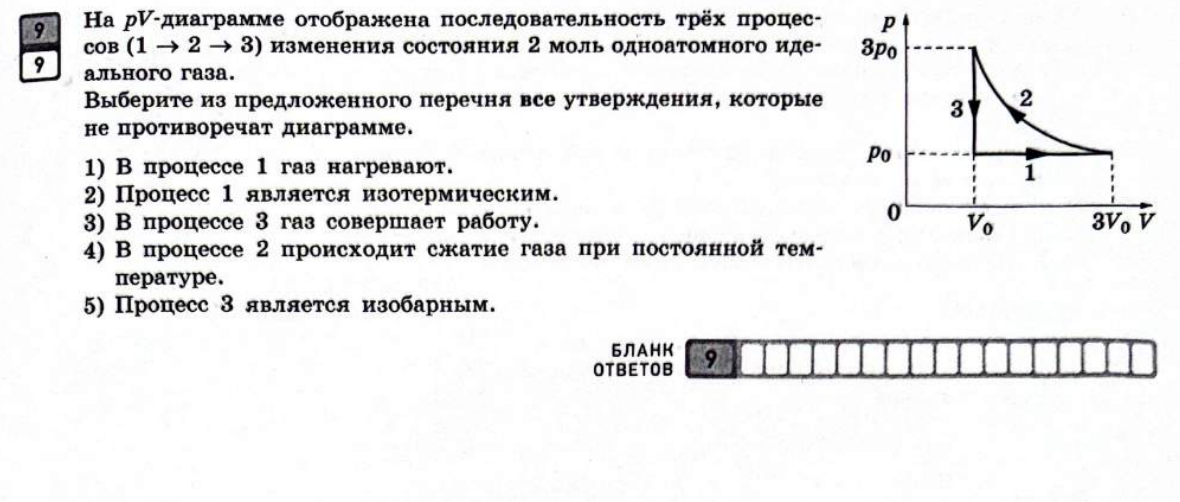 9
9
На pV-диаграмме отображена последовательность трёх процес-
сов (1 → 2 → 3) изменения состояния 2 моль одноатомного иде-
ального газа.
Выберите из предложенного перечня все утверждения, которые
не противоречат диаграмме.
1) В процессе 1 газ нагревают.
2) Процесс 1 является изотермическим.
3) В процессе 3 газ совершает работу.
4) В процессе 2 происходит сжатие газа при постоянной тем-
пературе.
5) Процесс 3 является изобарным.
p
3p₀
3
2
p₀
1
0
V₀
3V₀ V
БЛАНК
ОТВЕТОВ
9